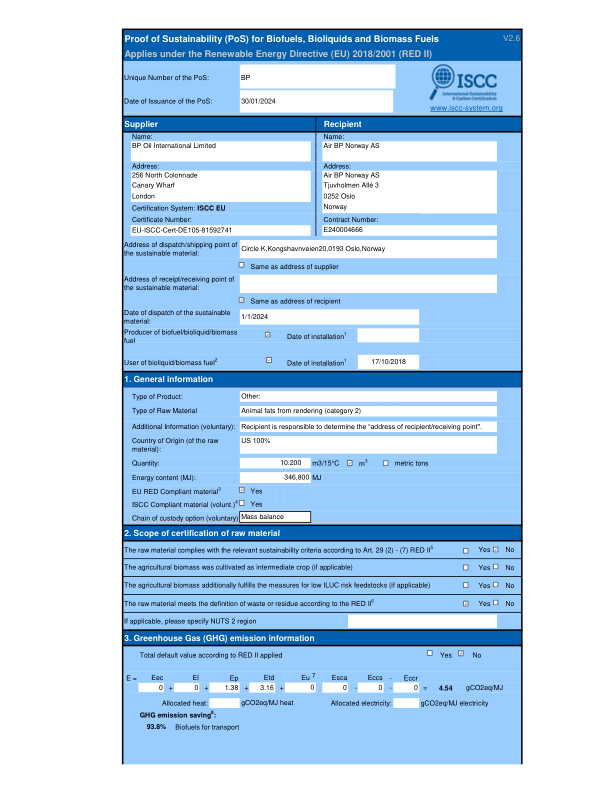 Proof of Sustainability (PoS) for Biofuels, Bioliquids and Biomass Fuels V2.6
Applies under the Renewable Energy Directive (EU) 2018/2001 (RED II)
Unique Number of the PoS: BP
ISCC
International Sustainability
& Carbon Certification
Date of Issuance of the PoS: 30/01/2024
www.iscc-system.org
Supplier Recipient
Name: Name:
BP Oil International Limited Air BP Norway AS
Address: Address:
256 North Colonnade Air BP Norway AS
Canary Wharf Tjuvholmen Allé 3
London 0252 Oslo
Certification System: ISCC EU Norway
Certificate Number: Contract Number:
EU-ISCC-Cert-DE105-81592741 E240004666
Address of dispatch/shipping point of
the sustainable material: Circle K,Kongshavnveien20,0193 Oslo,Norway
Same as address of supplier
Address of receipt/receiving point of
the sustainable material:
Same as address of recipient
Date of dispatch of the sustainable
material: 1/1/2024
Producer of biofuel/bioliquid/biomass
fuel Date of installation¹
User of bioliquid/biomass fuel² Date of installation¹ 17/10/2018
1. General information
Type of Product: Other:
Type of Raw Material Animal fats from rendering (category 2)
Additional Information (voluntary): Recipient is responsible to determine the "address of recipient/receiving point".
Country of Origin (of the raw
material): US 100%
Quantity: 10.200 m3/15°C m³ metric tons
Energy content (MJ): 346,800 MJ
EU RED Compliant material³ Yes
ISCC Compliant material (volunt.)⁴ Yes
Chain of custody option (voluntary) Mass balance
2. Scope of certification of raw material
The raw material complies with the relevant sustainability criteria according to Art. 29 (2) - (7) RED II⁵ Yes No
The agricultural biomass was cultivated as intermediate crop (if applicable) Yes No
The agricultural biomass additionally fulfills the measures for low ILUC risk feedstocks (if applicable) Yes No
The raw material meets the definition of waste or residue according to the RED II⁶ Yes No
If applicable, please specify NUTS 2 region
3. Greenhouse Gas (GHG) emission information
Total default value according to RED II applied Yes No
E = Eec El Ep Etd Eu ⁷ Esca Eccs - Eccr
0 + 0 + 1.38 + 3.16 + 0 - 0 - 0 - 0 = 4.54 gCO2eq/MJ
Allocated heat: gCO2eq/MJ heat Allocated electricity: gCO2eq/MJ electricity
GHG emission saving⁸:
93.8% Biofuels for transport